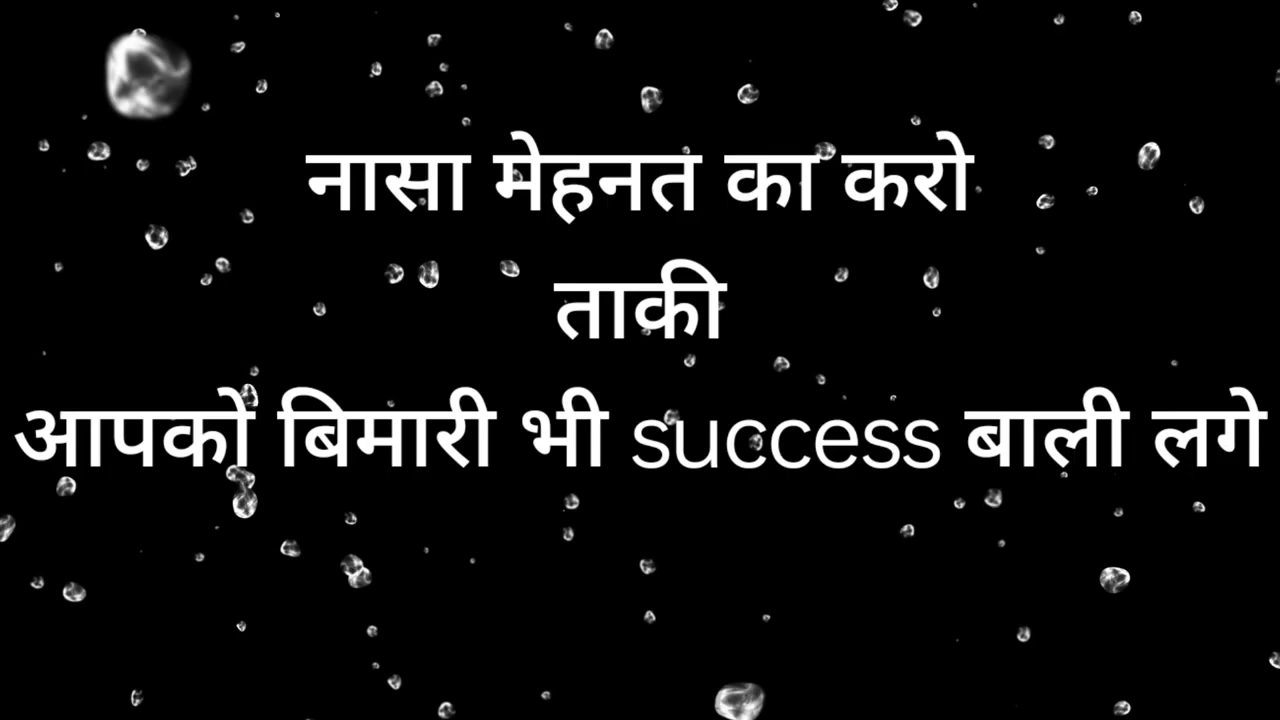 नासा मेहनत का करो
ताकी
आपको बिमारी भी success बाली लगे